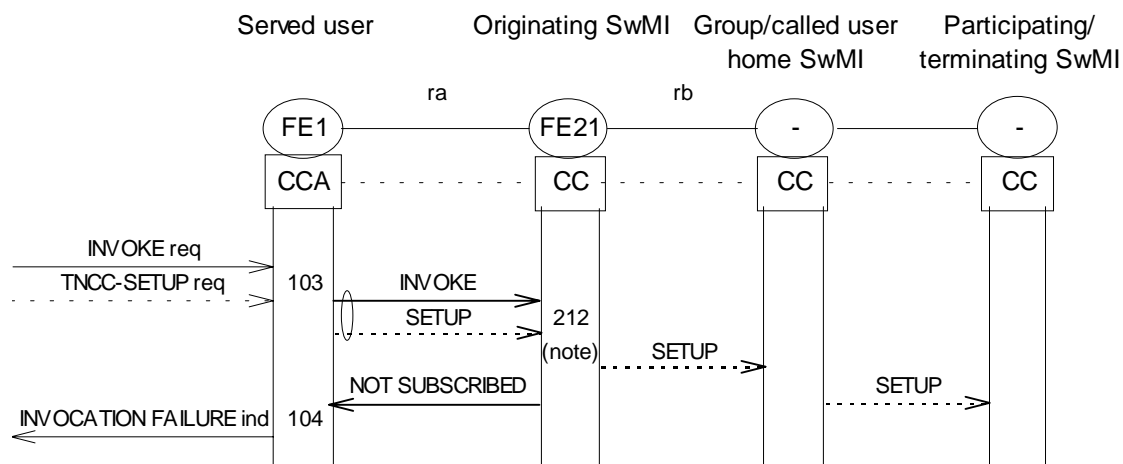 Served user
Originating SwMI
Group/called user
home SwMI
Participating/
terminating SwMI
ra
rb
FE1
FE21
-
-
CCA
CC
CC
CC
INVOKE req
TNCC-SETUP req
103
INVOKE
SETUP
212
(note)
SETUP
NOT SUBSCRIBED
SETUP
INVOCATION FAILURE ind
104